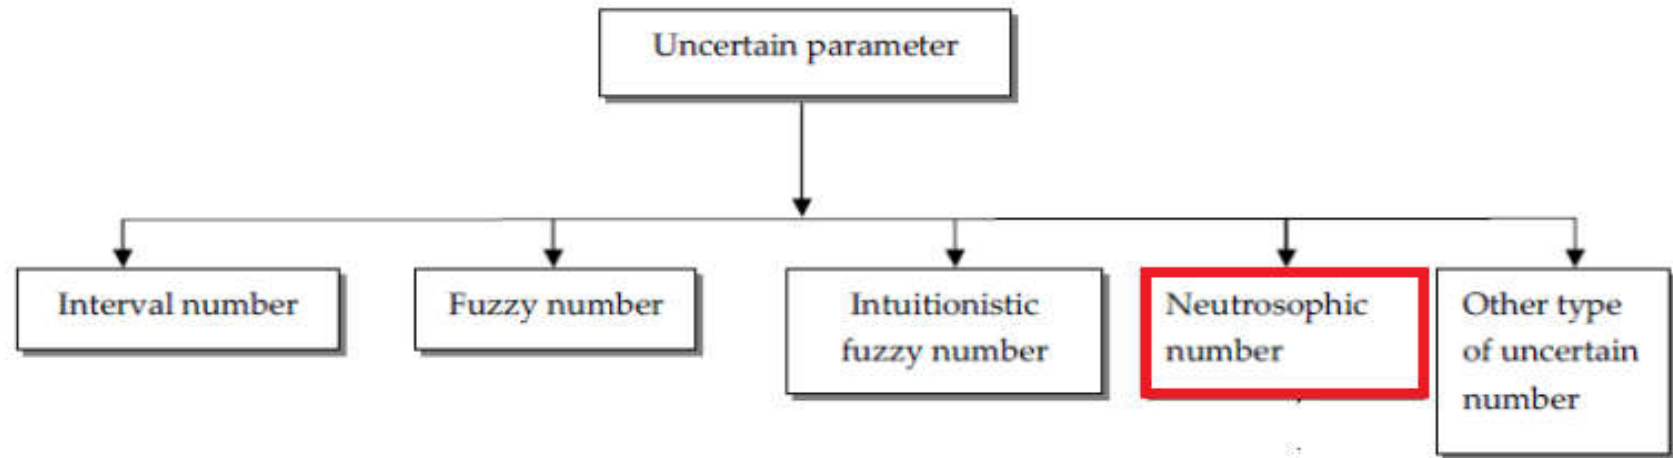 Uncertain parameter
Interval number
Fuzzy number
Intuitionistic
fuzzy number
Neutrosophic
number
Other type
of uncertain
number